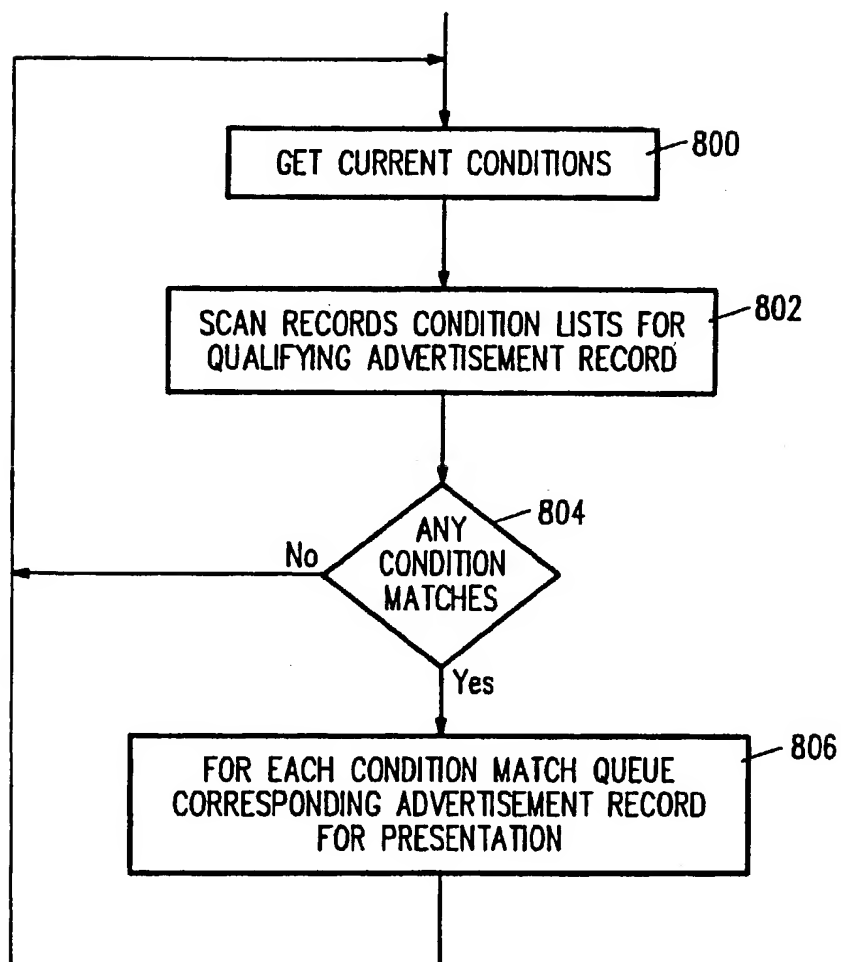 GET CURRENT CONDITIONS
800
SCAN RECORDS CONDITION LISTS FOR
QUALIFYING ADVERTISEMENT RECORD
802
ANY
CONDITION
MATCHES
804
No
Yes
FOR EACH CONDITION MATCH QUEUE
CORRESPONDING ADVERTISEMENT RECORD
FOR PRESENTATION
806